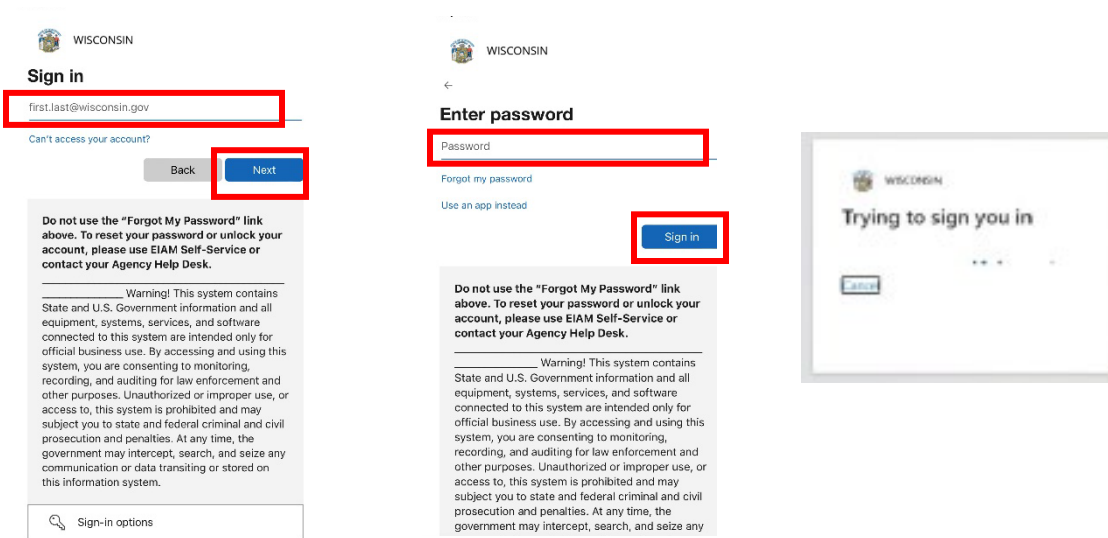 WISCONSIN
Sign in
first.last@wisconsin.gov
Can't access your account?
Back
Next
Do not use the “Forgot My Password” link
above. To reset your password or unlock your
account, please use EIAM Self-Service or
contact your Agency Help Desk.
Warning! This system contains
State and U.S. Government information and all
equipment, systems, services, and software
connected to this system are intended only for
official business use. By accessing and using this
system, you are consenting to monitoring,
recording, and auditing for law enforcement and
other purposes. Unauthorized or improper use, or
access to, this system is prohibited and may
subject you to state and federal criminal and civil
prosecution and penalties. At any time, the
government may intercept, search, and seize any
communication or data transiting or stored on
this information system.
Sign-in options
WISCONSIN
Enter password
Password
Forgot my password
Use an app instead
Sign in
Do not use the “Forgot My Password” link
above. To reset your password or unlock your
account, please use EIAM Self-Service or
contact your Agency Help Desk.
Warning! This system contains
State and U.S. Government information and all
equipment, systems, services, and software
connected to this system are intended only for
official business use. By accessing and using this
system, you are consenting to monitoring,
recording, and auditing for law enforcement and
other purposes. Unauthorized or improper use, or
access to, this system is prohibited and may
subject you to state and federal criminal and civil
prosecution and penalties. At any time, the
government may intercept, search, and seize any
WISCONSIN
Trying to sign you in
Cancel